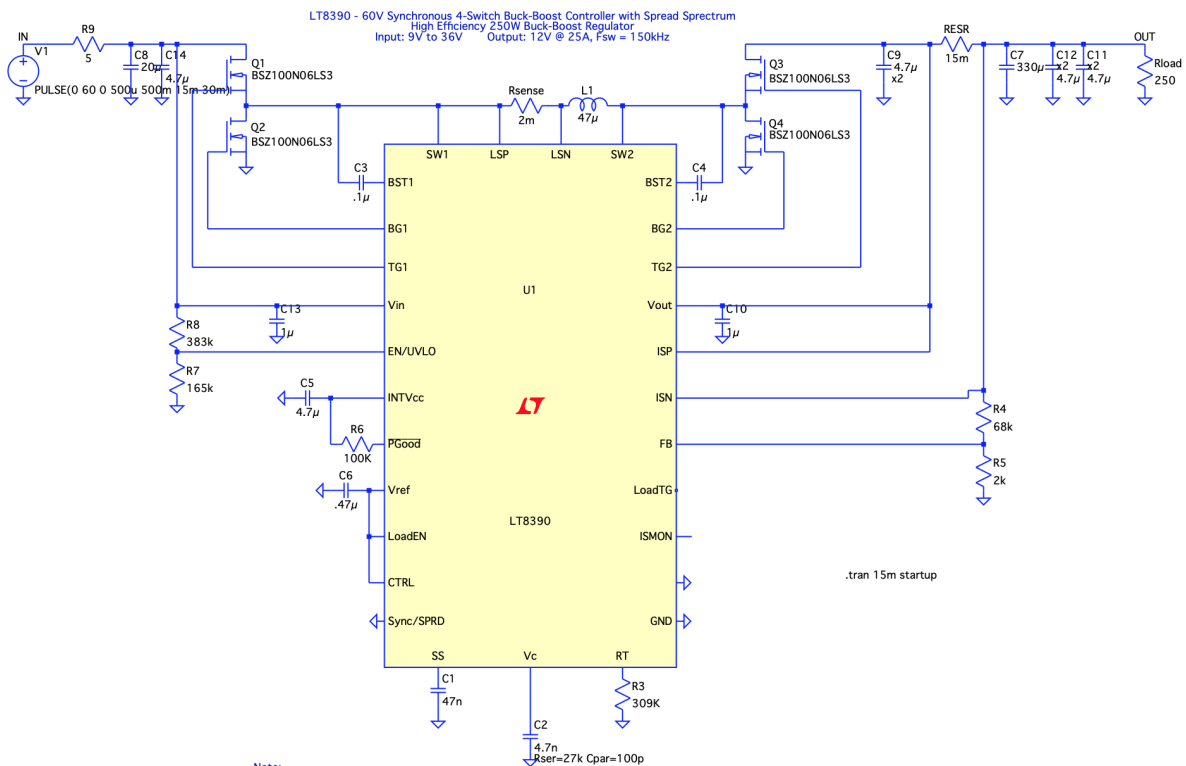 LT8390 - 60V Synchronous 4-Switch Buck-Boost Controller with Spread Spectrum
High Efficiency 250W Buck-Boost Regulator
Input: 9V to 36V Output: 12V @ 25A, Fsw = 150kHz
IN
V1
PULSE(0 60 0 500u 500m 15m 30m)
R9
5
C8
20µ
C14
4.7µ
Q1
BSZ100N06LS3
Q2
BSZ100N06LS3
Rsense
2m
L1
47µ
Q3
BSZ100N06LS3
Q4
BSZ100N06LS3
C9
4.7µ
x2
RESR
15m
C7
330µ
C12
x2
4.7µ
C11
x2
4.7µ
OUT
Rload
250
SW1
LSP
LSN
SW2
C3
.1µ
BST1
BST2
C4
.1µ
BG1
BG2
TG1
TG2
U1
C13
1µ
Vin
Vout
C10
1µ
R8
383k
EN/UVLO
ISP
R7
165k
C5
4.7µ
INTVcc
ISN
R4
68k
R6
100K
PGood
FB
R5
2k
C6
.47µ
Vref
LoadTG
LT8390
LoadEN
ISMON
CTRL
.tran 15m startup
Sync/SPRD
GND
SS
Vc
RT
C1
47n
R3
309K
C2
4.7n
Rser=27k Cpar=100p
Note: